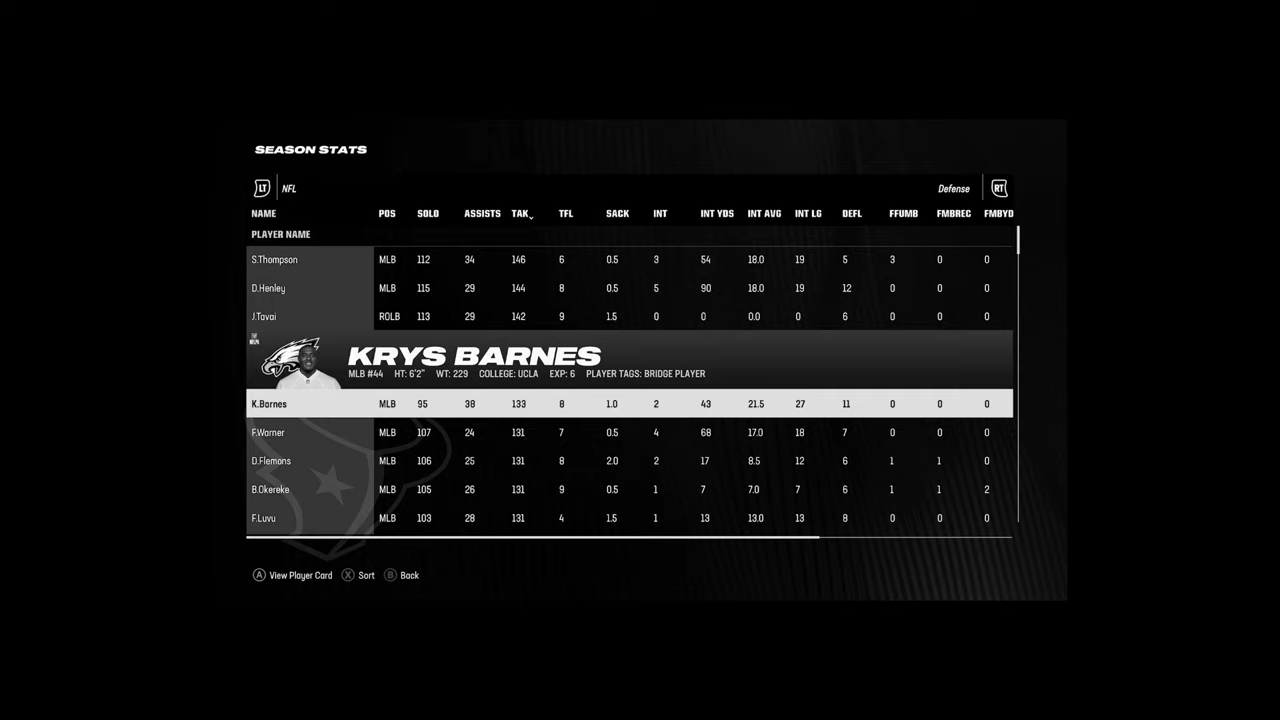 SEASON STATS
LT NFL Defense RT
NAME POS SOLO ASSISTS TAK TFL SACK INT INT YDS INT AVG INT LG DEFL FFUMB FMBREC FMBYD
PLAYER NAME
S.Thompson MLB 112 34 146 6 0.5 3 54 18.0 19 5 3 0 0
D.Henley MLB 115 29 144 8 0.5 5 90 18.0 19 12 0 0 0
J.Tavai ROLB 113 29 142 9 1.5 0 0 0.0 0 6 0 0 0
KRYS BARNES
MLB #44 HT: 6'2" WT: 229 COLLEGE: UCLA EXP: 6 PLAYER TAGS: BRIDGE PLAYER
K.Barnes MLB 95 38 133 8 1.0 2 43 21.5 27 11 0 0 0
F.Warner MLB 107 24 131 7 0.5 4 68 17.0 18 7 0 0 0
D.Flemons MLB 106 25 131 8 2.0 2 17 8.5 12 6 1 1 0
B.Okereke MLB 105 26 131 9 0.5 1 7 7.0 7 6 1 1 2
F.Luvu MLB 103 28 131 4 1.5 1 13 13.0 13 8 0 0 0
A View Player Card X Sort B Back